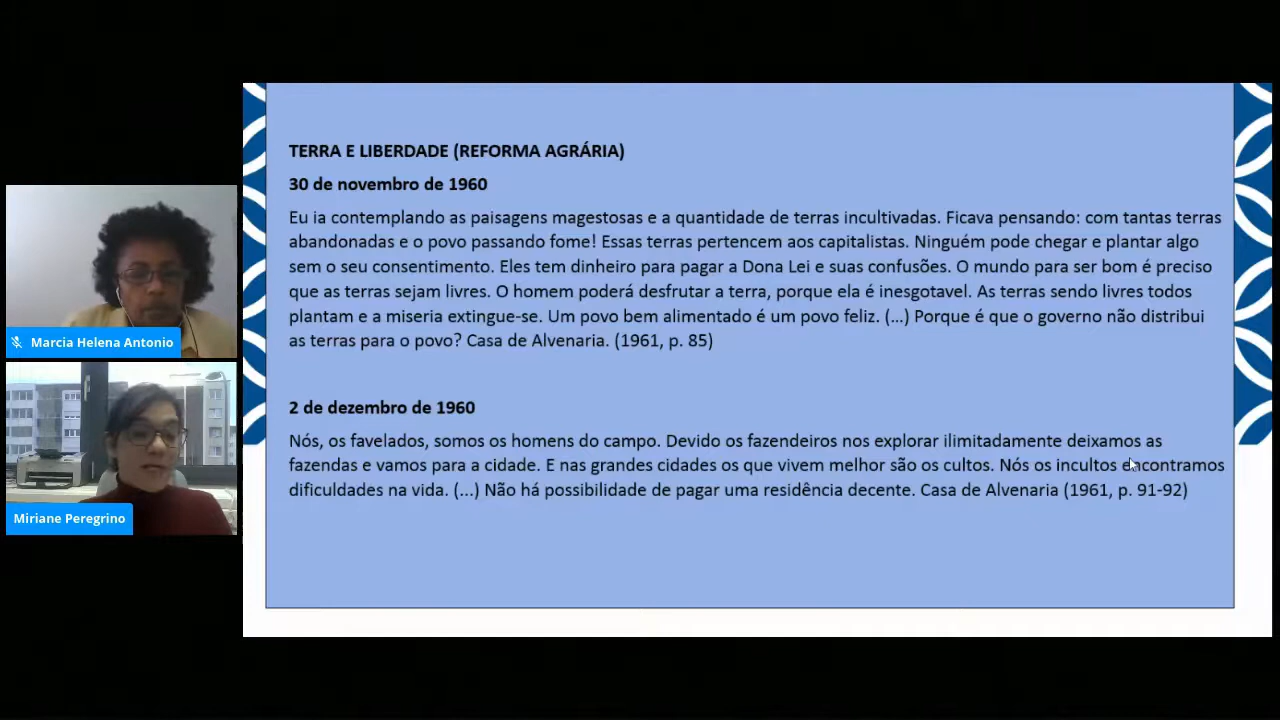 TERRA E LIBERDADE (REFORMA AGRÁRIA)
30 de novembro de 1960
Eu ia contemplando as paisagens magestosas e a quantidade de terras incultivadas. Ficava pensando: com tantas terras
abandonadas e o povo passando fome! Essas terras pertencem aos capitalistas. Ninguém pode chegar e plantar algo
sem o seu consentimento. Eles tem dinheiro para pagar a Dona Lei e suas confusões. O mundo para ser bom é preciso
que as terras sejam livres. O homem poderá desfrutar a terra, porque ela é inesgotavel. As terras sendo livres todos
plantam e a miseria extingue-se. Um povo bem alimentado é um povo feliz. (...) Porque é que o governo não distribui
as terras para o povo? Casa de Alvenaria. (1961, p. 85)
2 de dezembro de 1960
Nós, os favelados, somos os homens do campo. Devido os fazendeiros nos explorar ilimitadamente deixamos as
fazendas e vamos para a cidade. E nas grandes cidades os que vivem melhor são os cultos. Nós os incultos encontramos
dificuldades na vida. (...) Não há possibilidade de pagar uma residência decente. Casa de Alvenaria (1961, p. 91-92)
Marcia Helena Antonio
Miriane Peregrino